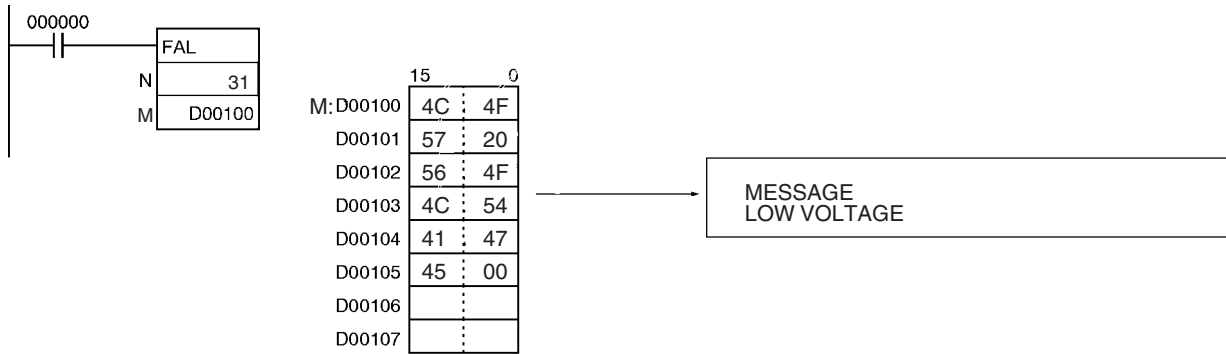 000000
FAL
N 31
M D00100
15 0
M: D00100 4C 4F
D00101 57 20
D00102 56 4F
D00103 4C 54
D00104 41 47
D00105 45 00
D00106
D00107
MESSAGE
LOW VOLTAGE